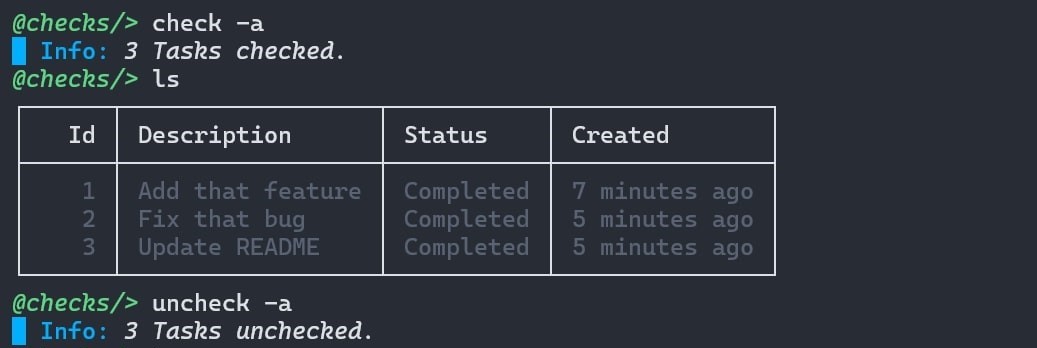 @checks/> check -a
Info: 3 Tasks checked.
@checks/> ls
Id Description Status Created
1 Add that feature Completed 7 minutes ago
2 Fix that bug Completed 5 minutes ago
3 Update README Completed 5 minutes ago
@checks/> uncheck -a
Info: 3 Tasks unchecked.